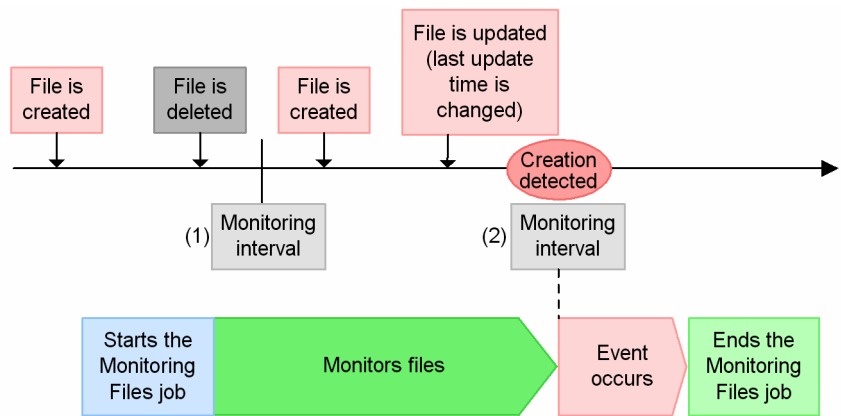 File is
created
File is
deleted
File is
created
File is updated
(last update
time is
changed)
Creation
detected
(1)
Monitoring
interval
(2)
Monitoring
interval
Starts the
Monitoring
Files job
Monitors files
Event
occurs
Ends the
Monitoring
Files job